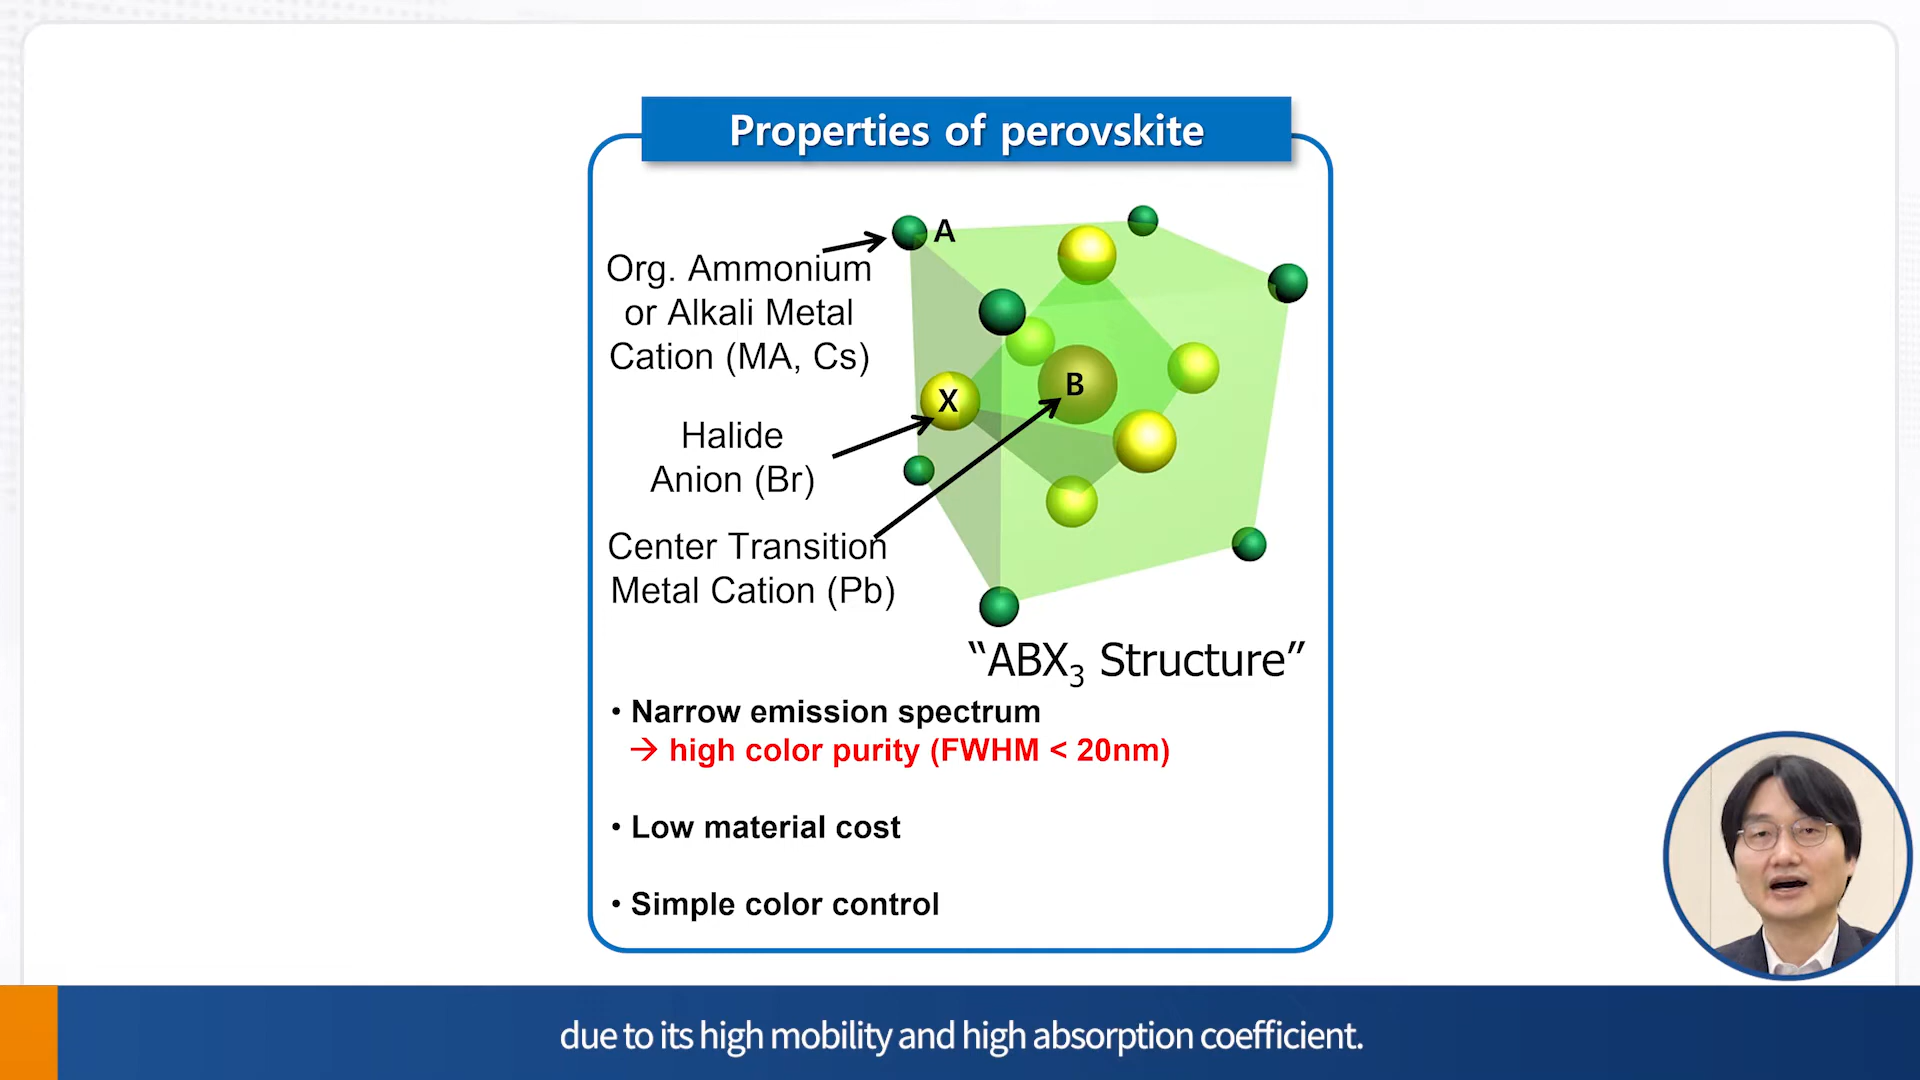 Properties of perovskite
A
Org. Ammonium
or Alkali Metal
Cation (MA, Cs)
X
B
Halide
Anion (Br)
Center Transition
Metal Cation (Pb)
“ABX₃ Structure”
• Narrow emission spectrum
→ high color purity (FWHM < 20nm)
• Low material cost
• Simple color control
due to its high mobility and high absorption coefficient.